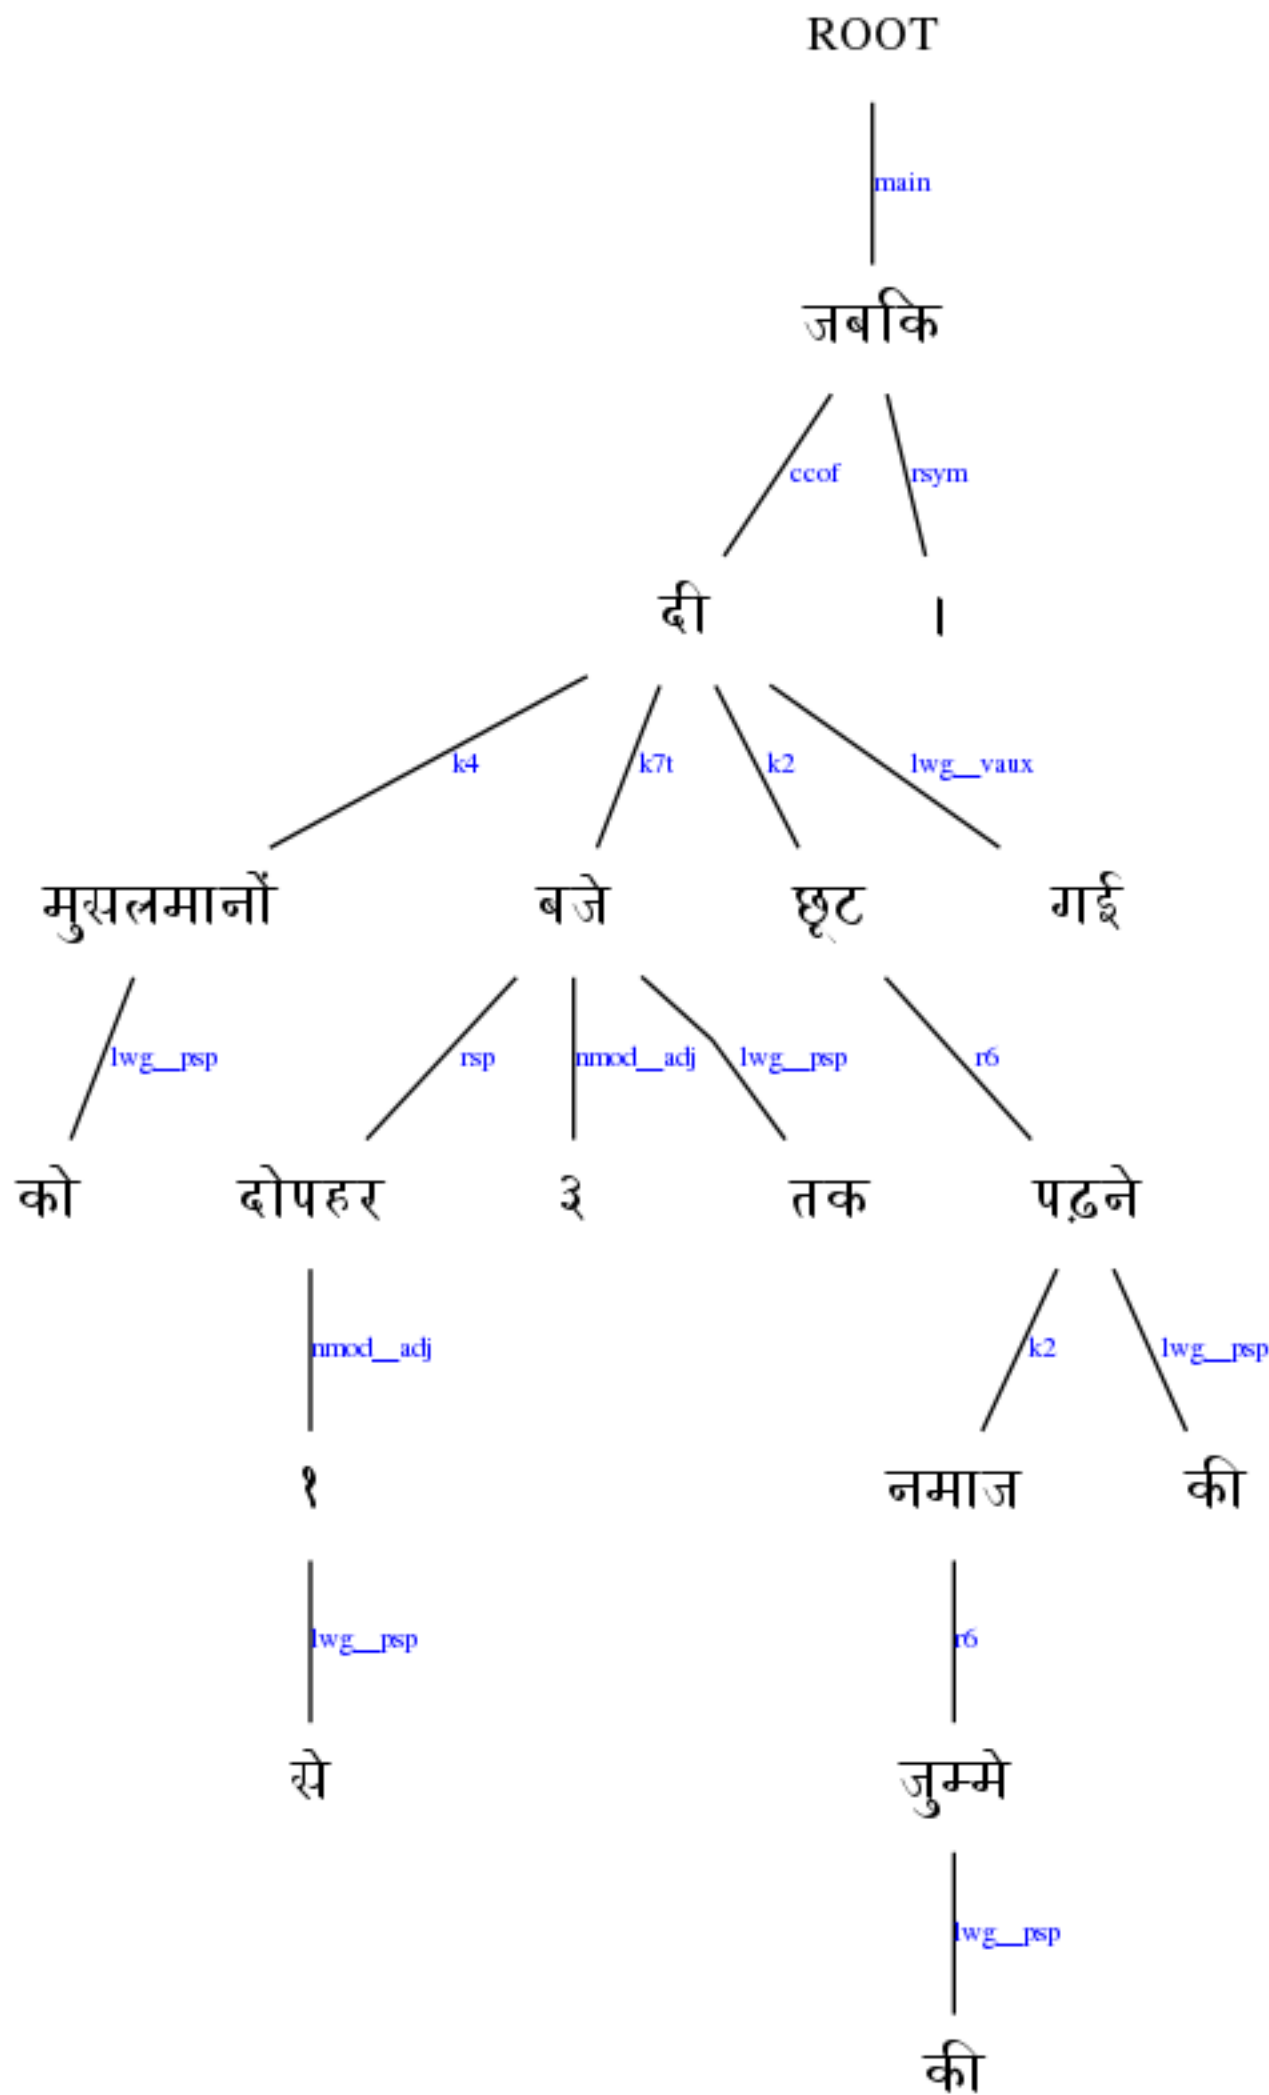 ROOT
main
जबकि
ccof rsym
दी ।
k4 k7t k2 lwg__vaux
मुसलमानों बजे छूट गई
lwg__psp rsp nmod__adj lwg__psp r6
को दोपहर ३ तक पढ़ने
nmod__adj k2 lwg__psp
१ नमाज की
lwg__psp r6
से जुम्मे
lwg__psp
की